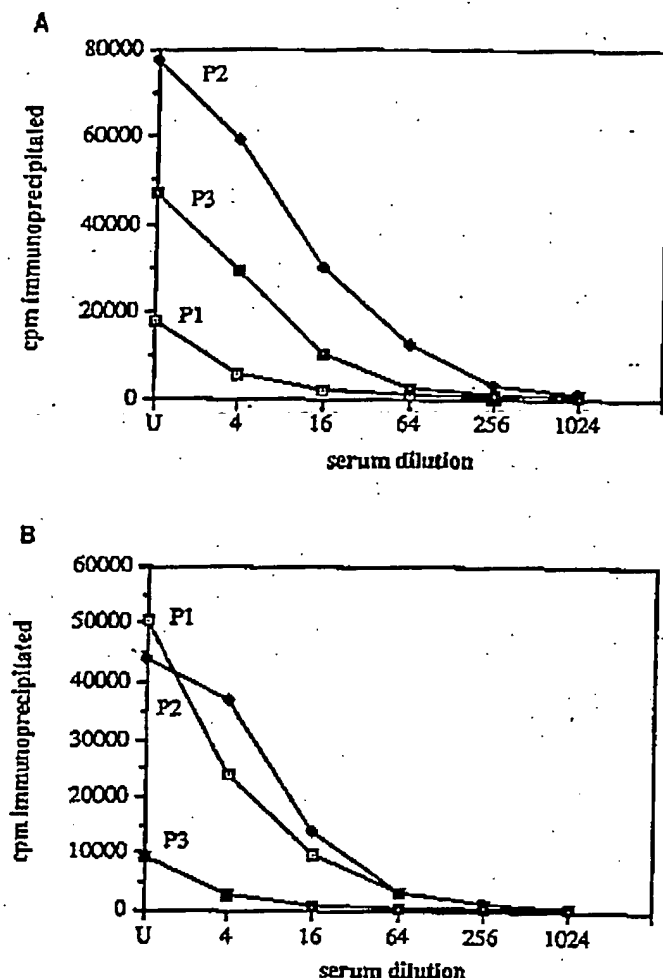 A
80000
P2
60000
P3
40000
20000
P1
0
U 4 16 64 256 1024
cpm immunoprecipitated
serum dilution
B
60000
50000
P1
40000
P2
30000
20000
P3
10000
0
U 4 16 64 256 1024
cpm immunoprecipitated
serum dilution